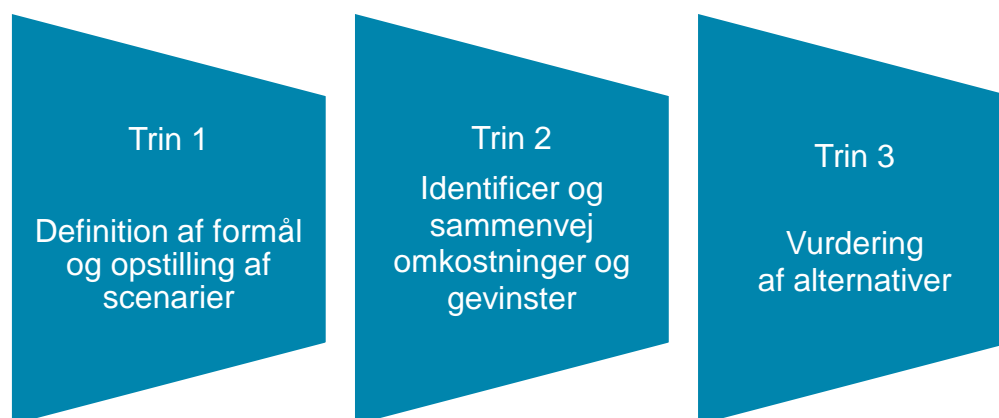 Trin 1
Definition af formål
og opstilling af
scenarier
Trin 2
Identificer og
sammenvej
omkostninger og
gevinster
Trin 3
Vurdering
af alternativer